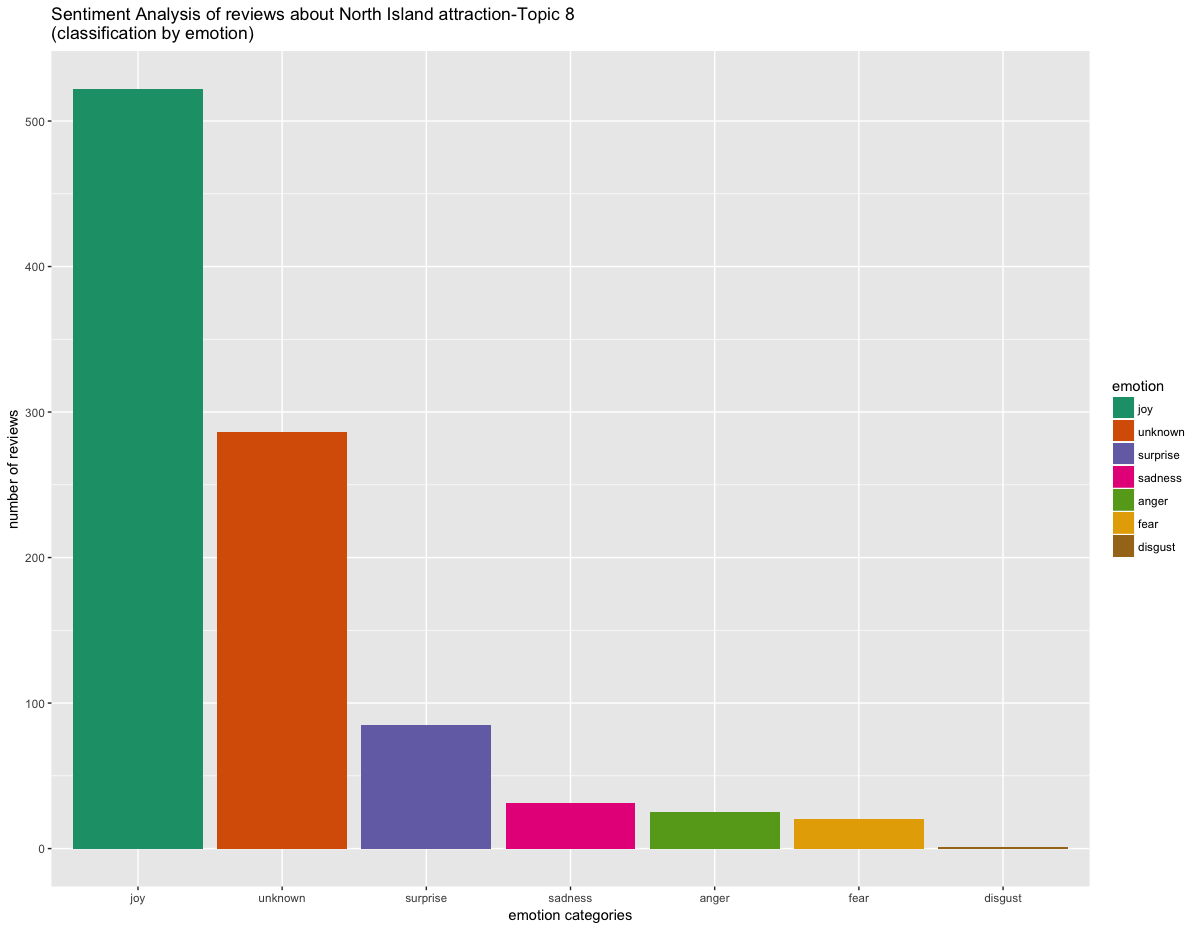 Sentiment Analysis of reviews about North Island attraction-Topic 8
(classification by emotion)
number of reviews
500
400
300
200
100
0
joy
unknown
surprise
sadness
anger
fear
disgust
emotion categories
emotion
joy
unknown
surprise
sadness
anger
fear
disgust